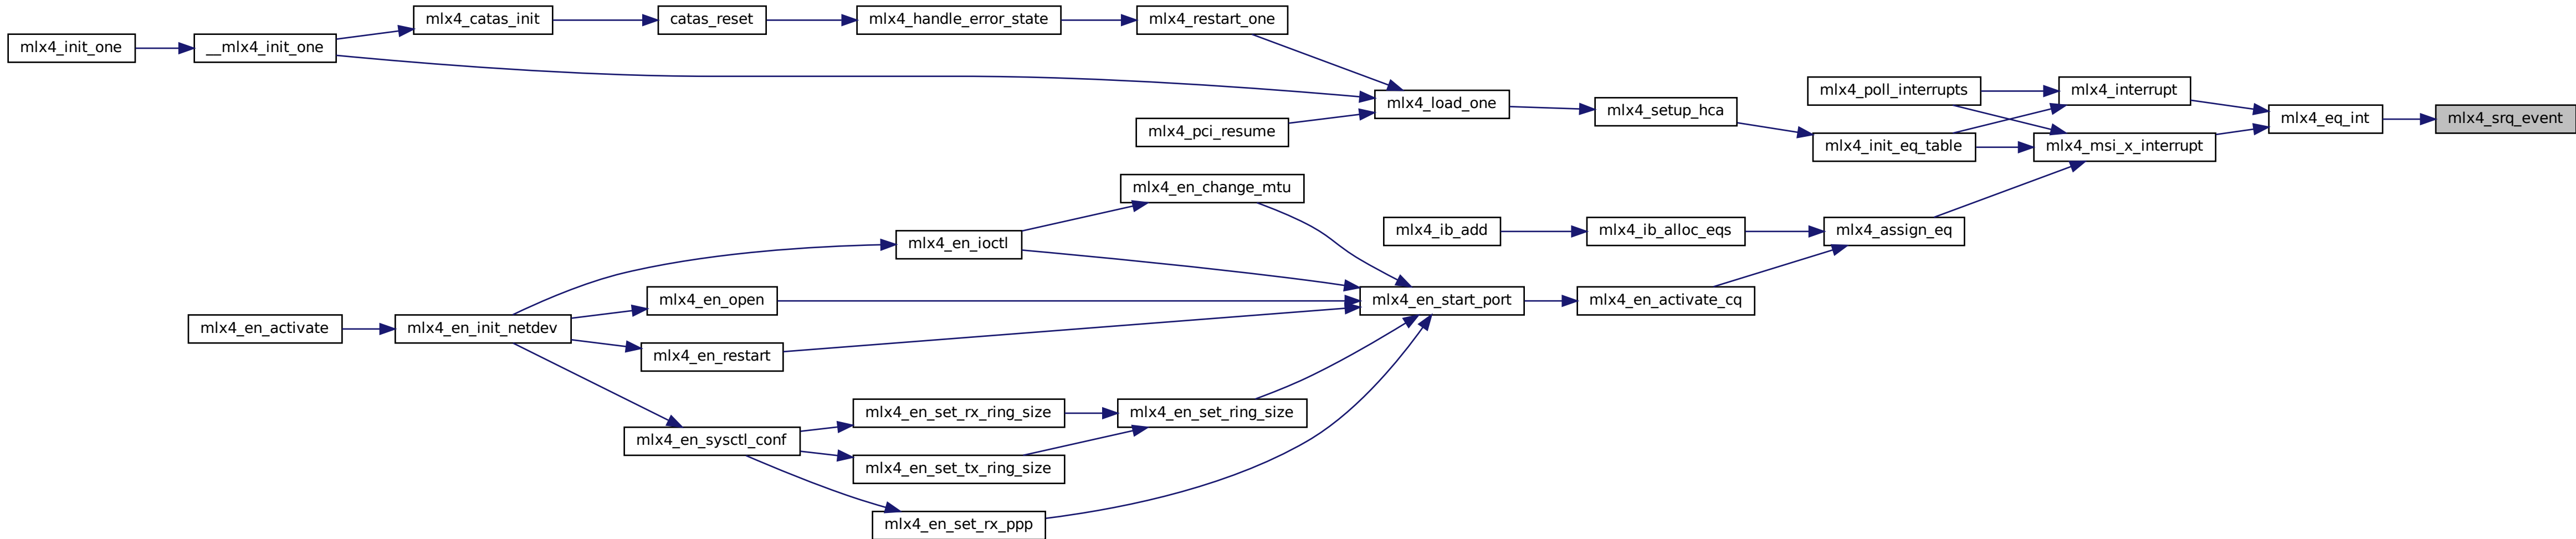 mlx4_catas_init
catas_reset
mlx4_handle_error_state
mlx4_restart_one
mlx4_init_one
__mlx4_init_one
mlx4_load_one
mlx4_pci_resume
mlx4_setup_hca
mlx4_poll_interrupts
mlx4_interrupt
mlx4_init_eq_table
mlx4_msi_x_interrupt
mlx4_eq_int
mlx4_srq_event
mlx4_en_change_mtu
mlx4_en_ioctl
mlx4_ib_add
mlx4_ib_alloc_eqs
mlx4_assign_eq
mlx4_en_open
mlx4_en_start_port
mlx4_en_activate_cq
mlx4_en_activate
mlx4_en_init_netdev
mlx4_en_restart
mlx4_en_set_rx_ring_size
mlx4_en_set_ring_size
mlx4_en_sysctl_conf
mlx4_en_set_tx_ring_size
mlx4_en_set_rx_ppp